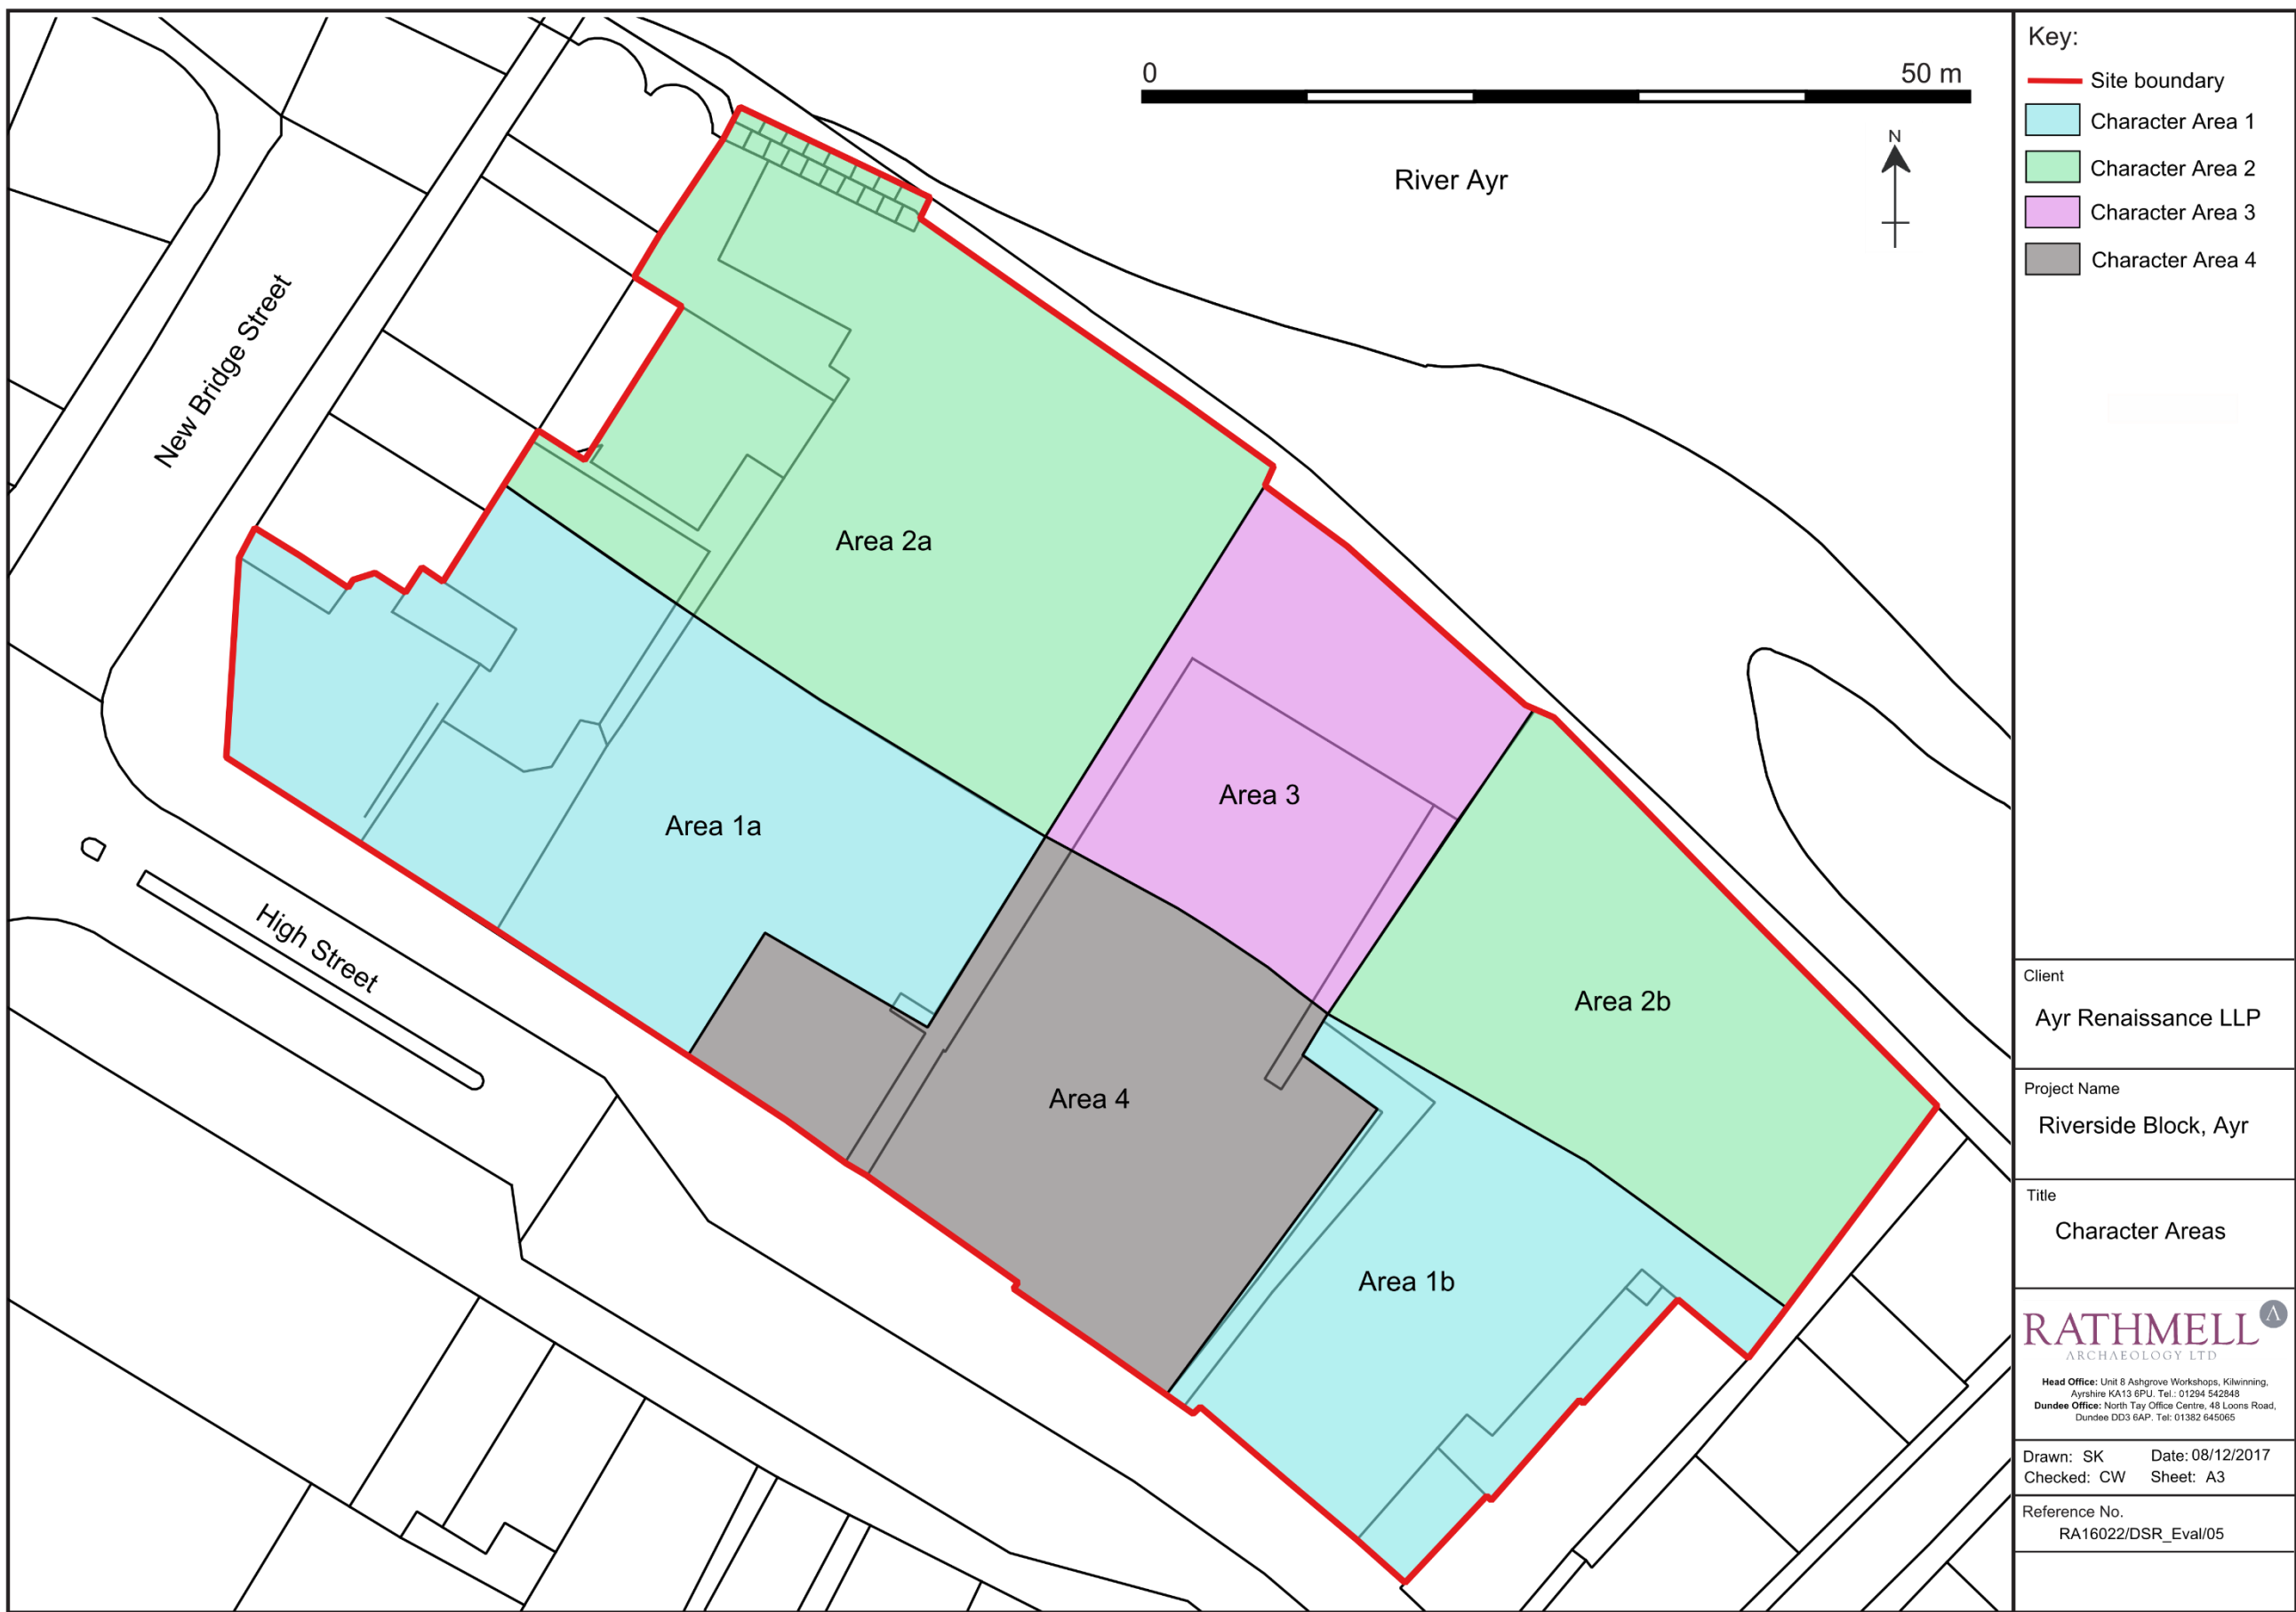 0 50 m
N
River Ayr
New Bridge Street
High Street
Area 2a
Area 3
Area 1a
Area 2b
Area 4
Area 1b
Key:
Site boundary
Character Area 1
Character Area 2
Character Area 3
Character Area 4
Client
Ayr Renaissance LLP
Project Name
Riverside Block, Ayr
Title
Character Areas
RATHMELL Λ
ΛRCHΛEOLOGY LTD
Head Office: Unit 8 Ashgrove Workshops, Kilwinning,
Ayrshire KA13 6PU. Tel.: 01294 542848
Dundee Office: North Tay Office Centre, 48 Loons Road,
Dundee DD3 6AP. Tel: 01382 645065
Drawn: SK Date: 08/12/2017
Checked: CW Sheet: A3
Reference No.
RA16022/DSR_Eval/05